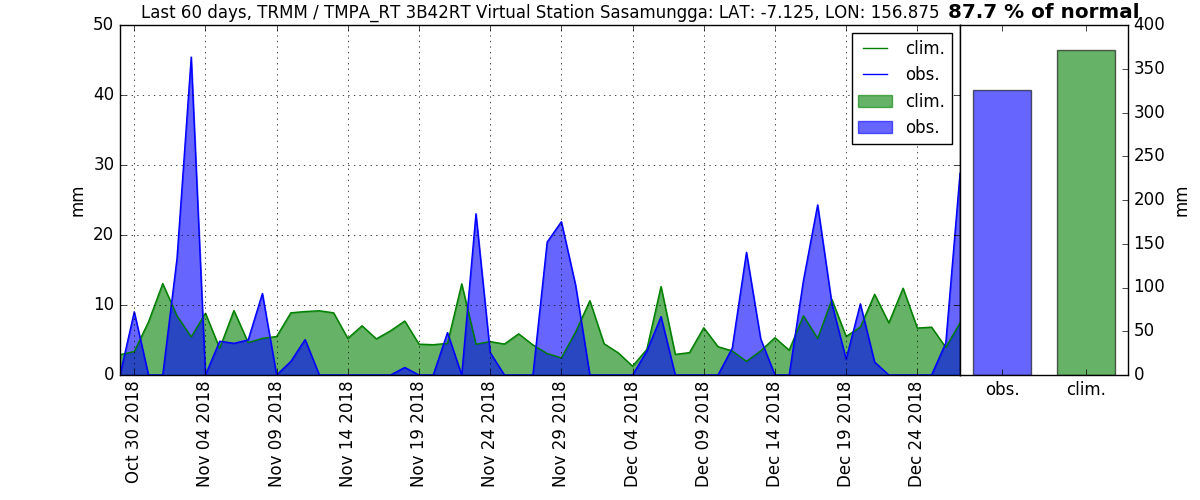 Last 60 days, TRMM / TMPA_RT 3B42RT Virtual Station Sasamungga: LAT: -7.125, LON: 156.875 87.7 % of normal
50
40
30
20
10
0
mm
clim.
obs.
clim.
obs.
Oct 30 2018
Nov 04 2018
Nov 09 2018
Nov 14 2018
Nov 19 2018
Nov 24 2018
Nov 29 2018
Dec 04 2018
Dec 09 2018
Dec 14 2018
Dec 19 2018
Dec 24 2018
400
350
300
250
200
150
100
50
0
mm
obs. clim.